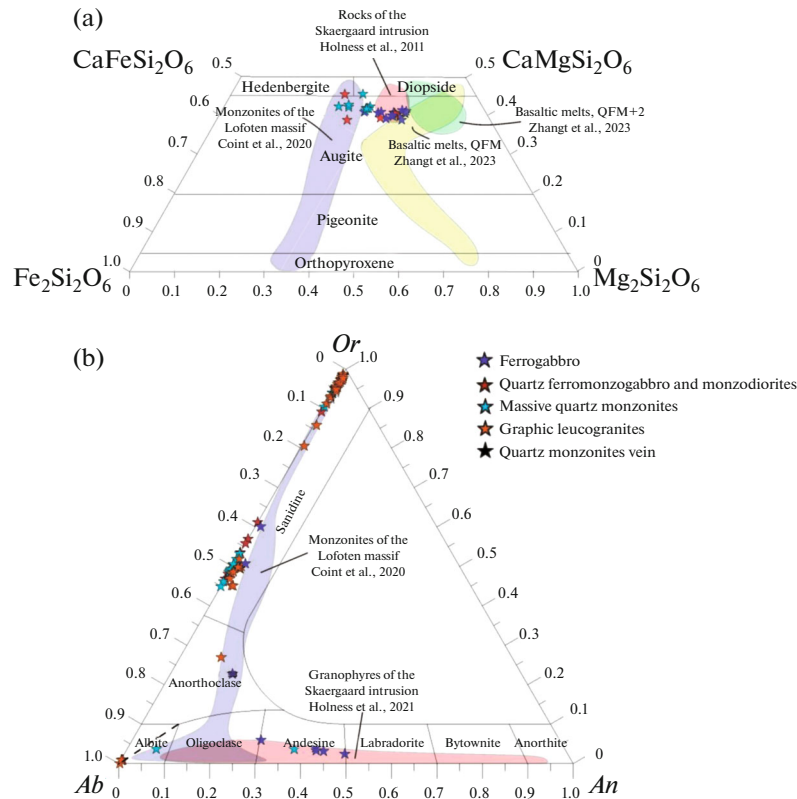 (a)
Rocks of the
Skaergaard intrusion
Holness et al., 2011
CaFeSi2O6
CaMgSi2O6
0.5
0.5
Hedenbergite
Diopside
0.6
0.4
Monzonites of the
Lofoten massif
Coint et al., 2020
Basaltic melts, QFM+2
Zhang et al., 2023
Basaltic melts, QFM
Zhangt et al., 2023
0.7
0.3
Augite
0.8
0.2
0.9
Pigeonite
0.1
1.0
Orthopyroxene
0
Fe2Si2O6
Mg2Si2O6
0 0.1 0.2 0.3 0.4 0.5 0.6 0.7 0.8 0.9 1.0
(b)
Or
0 1.0
Ferrogabbro
Quartz ferromonzogabbro and monzodiorites
Massive quartz monzonites
Graphic leucogranites
Quartz monzonites vein
0.1 0.9
0.2 0.8
0.3 0.7
Sanidine
0.4 0.6
Monzonites of the
Lofoten massif
Coint et al., 2020
0.5 0.5
0.6 0.4
0.7 0.3
Anorthoclase
Granophyres of the
Skaergaard intrusion
Holness et al., 2021
0.8 0.2
0.9 0.1
Albite Oligoclase Andesine Labradorite Bytownite Anorthite
1.0 0
Ab An
0 0.1 0.2 0.3 0.4 0.5 0.6 0.7 0.8 0.9 1.0